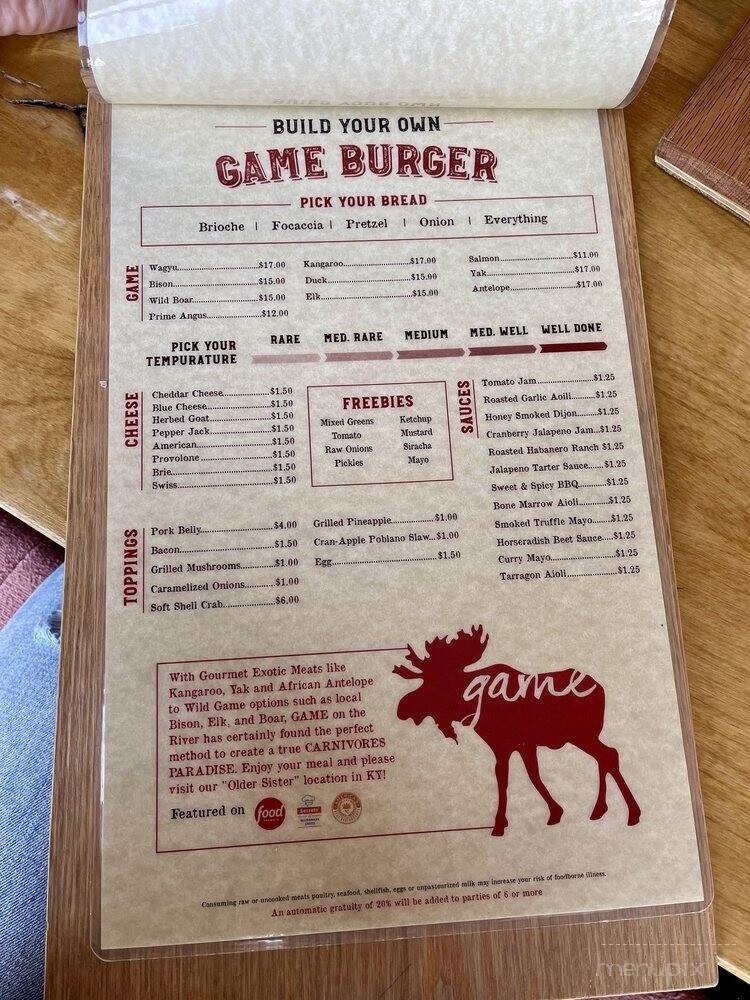 BUILD YOUR OWN
GAME BURGER
PICK YOUR BREAD
Brioche | Focaccia | Pretzel | Onion | Everything
GAME
Wagyu...$17.00
Bison...$15.00
Wild Boar...$15.00
Prime Angus...$12.00
Kangaroo...$17.00
Duck...$15.00
Elk...$15.00
Salmon...$11.00
Yak...$17.00
Antelope...$17.00
PICK YOUR
TEMPURATURE
RARE MED. RARE MEDIUM MED. WELL WELL DONE
CHEESE
Cheddar Cheese...$1.50
Blue Cheese...$1.50
Herbed Goat...$1.50
Pepper Jack...$1.50
American...$1.50
Provolone...$1.50
Brie...$1.50
Swiss...$1.50
FREEBIES
Mixed Greens
Tomato
Raw Onions
Pickles
Ketchup
Mustard
Siracha
Mayo
SAUCES
Tomato Jam...$1.25
Roasted Garlic Aoili...$1.25
Honey Smoked Dijon...$1.25
Cranberry Jalapeno Jam...$1.25
Roasted Habanero Ranch $1.25
Jalapeno Tarter Sauce...$1.25
Sweet & Spicy BBQ...$1.25
Bone Marrow Aioli...$1.25
Smoked Truffle Mayo...$1.25
Horseradish Beet Sauce...$1.25
Curry Mayo...$1.25
Tarragon Aioli...$1.25
TOPPINGS
Pork Belly...$4.00
Bacon...$1.50
Grilled Mushrooms...$1.00
Caramelized Onions...$1.00
Soft Shell Crab...$6.00
Grilled Pineapple...$1.00
Cran-Apple Poblano Slaw...$1.00
Egg...$1.50
With Gourmet Exotic Meats like
Kangaroo, Yak and African Antelope
to Wild Game options such as local
Bison, Elk, and Boar, GAME on the
River has certainly found the perfect
method to create a true CARNIVORES
PARADISE. Enjoy your meal and please
visit our "Older Sister" location in KY!
Featured on
food
game
Consuming raw or uncooked meats poultry, seafood, shellfish, eggs or unpasteurized milk may increase your risk of foodborne illness.
An automatic gratuity of 20% will be added to parties of 6 or more
menupix